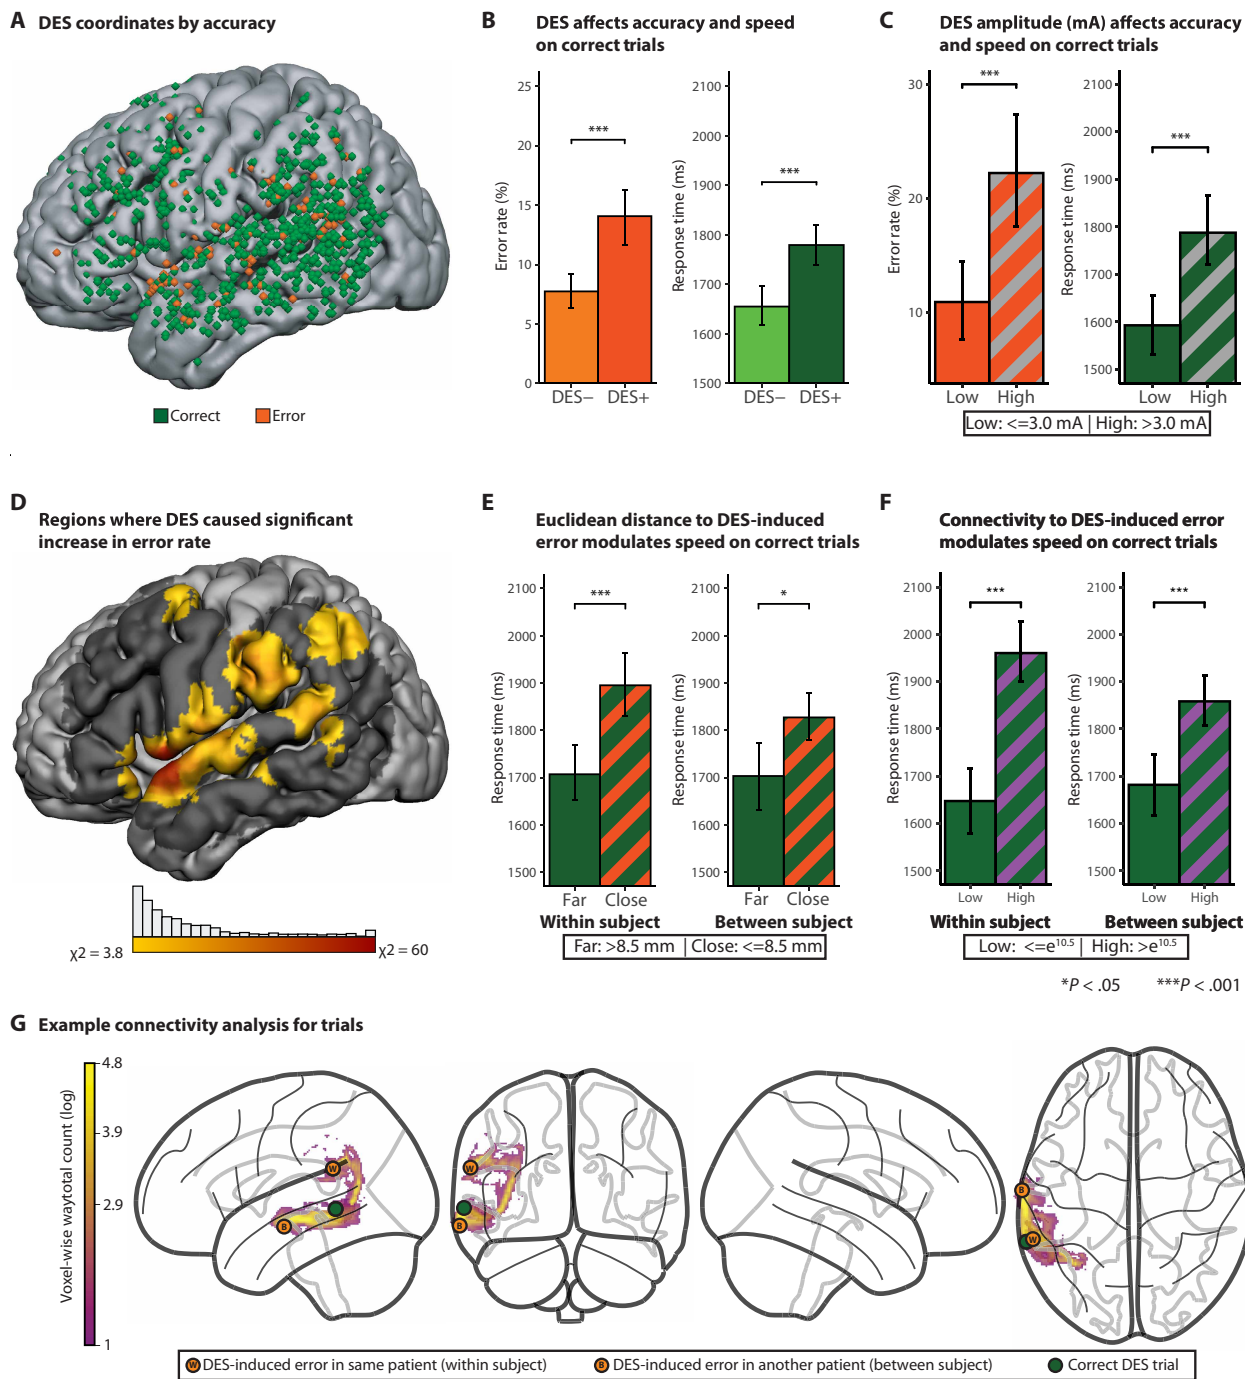 A DES coordinates by accuracy
Correct Error
B DES affects accuracy and speed
on correct trials
Error rate (%)
25
20
15
10
5
0
***
DES− DES+
Response time (ms)
2100
2000
1900
1800
1700
1600
1500
***
DES− DES+
C DES amplitude (mA) affects accuracy
and speed on correct trials
Error rate (%)
30
20
10
***
Low High
Response time (ms)
2100
2000
1900
1800
1700
1600
1500
***
Low High
Low: <=3.0 mA | High: >3.0 mA
D Regions where DES caused significant
increase in error rate
χ2 = 3.8 χ2 = 60
E Euclidean distance to DES-induced
error modulates speed on correct trials
Response time (ms)
2100
2000
1900
1800
1700
1600
1500
***
Far Close
Within subject
Response time (ms)
2100
2000
1900
1800
1700
1600
1500
*
Far Close
Between subject
Far: >8.5 mm | Close: <=8.5 mm
F Connectivity to DES-induced error
modulates speed on correct trials
Response time (ms)
2100
2000
1900
1800
1700
1600
1500
***
Low High
Within subject
Response time (ms)
2100
2000
1900
1800
1700
1600
1500
***
Low High
Between subject
Low: <=e^10.5 | High: >e^10.5
*P < .05 ***P < .001
G Example connectivity analysis for trials
Voxel-wise waytotal count (log)
4.8
3.9
2.9
1
W
B
W
B
B
W
W DES-induced error in same patient (within subject) B DES-induced error in another patient (between subject) Correct DES trial